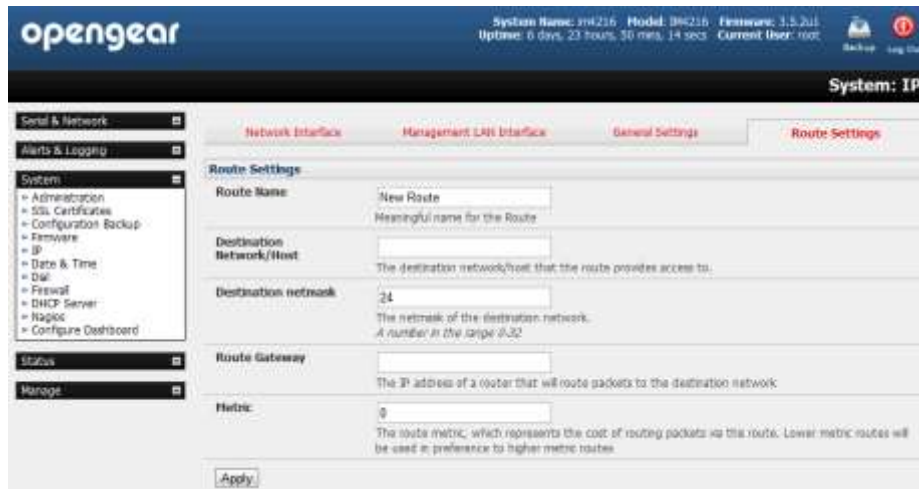 opengear
System Name: im4216 Model: IM4216 Firmware: 3.5.2u1
Uptime: 6 days, 23 hours, 50 mins, 14 secs Current User: root
Backup
Log Ou
System: IP
Serial & Network
Alerts & Logging
System
Administration
SSL Certificates
Configuration Backup
Firmware
IP
Date & Time
Dial
Firewall
DHCP Server
Nagios
Configure Dashboard
Status
Manage
Network Interface
Management LAN Interface
General Settings
Route Settings
Route Settings
Route Name
New Route
Meaningful name for the Route
Destination
Network/Host
The destination network/host that the route provides access to.
Destination netmask
24
The netmask of the destination network.
A number in the range 0-32
Route Gateway
The IP address of a router that will route packets to the destination network
Metric
0
The route metric, which represents the cost of routing packets via this route. Lower metric routes will
be used in preference to higher metric routes
Apply